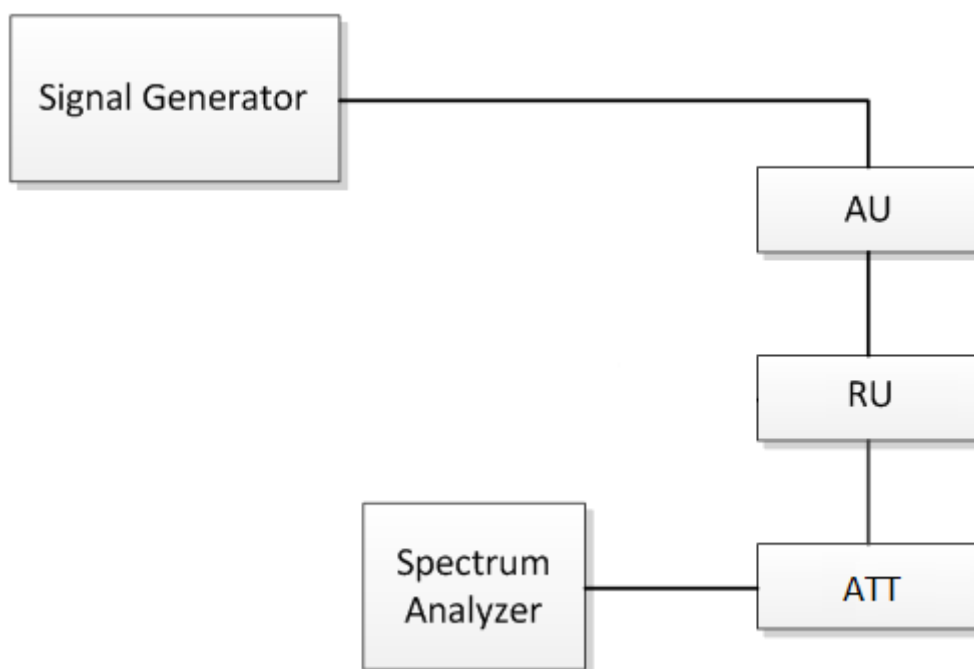 Signal Generator
AU
RU
Spectrum
Analyzer
ATT